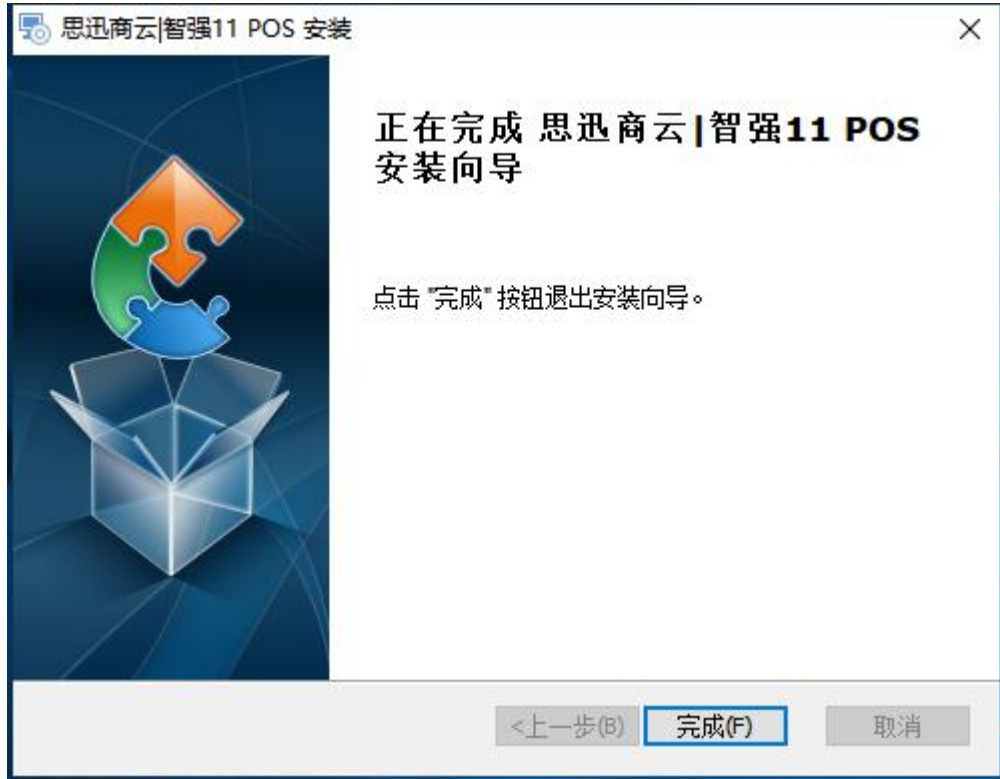 思迅商云|智强11 POS 安装
正在完成 思迅商云|智强11 POS
安装向导
点击 "完成" 按钮退出安装向导。
<上一步(B)
完成(F)
取消